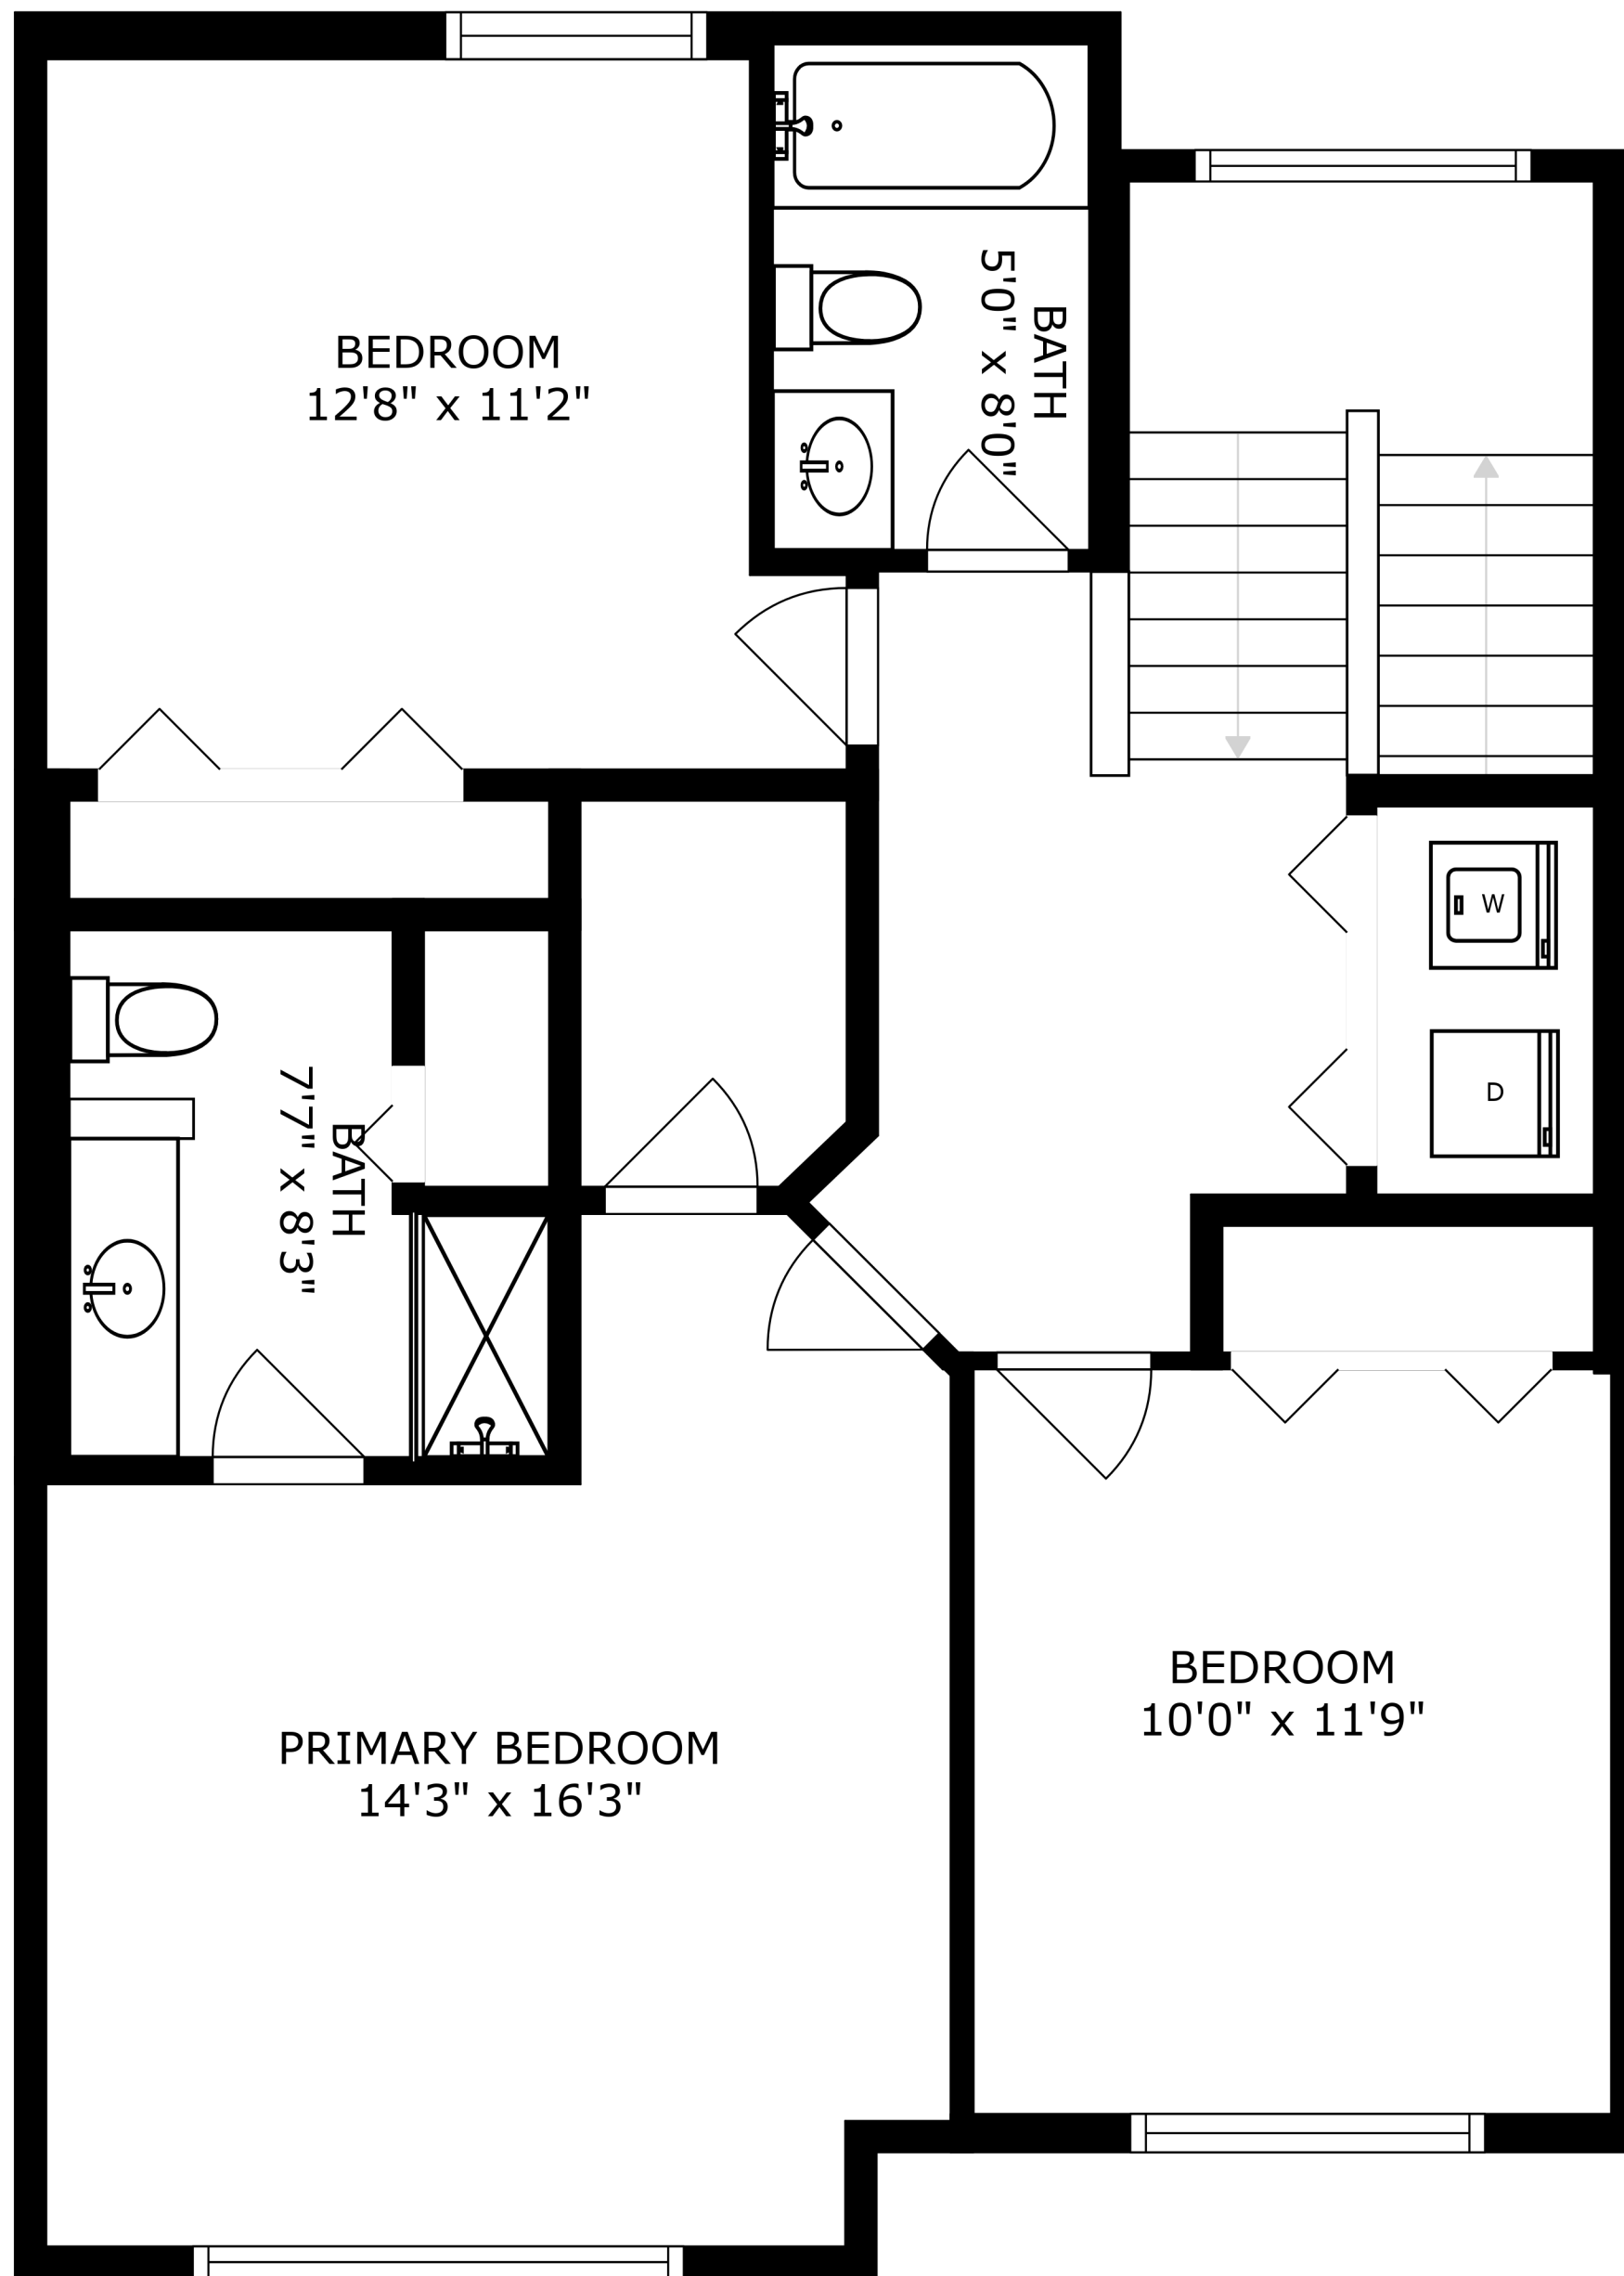 BEDROOM
12'8" x 11'2"
BATH
5'0" x 8'0"
W
D
BATH
7'7" x 8'3"
BEDROOM
10'0" x 11'9"
PRIMARY BEDROOM
14'3" x 16'3"